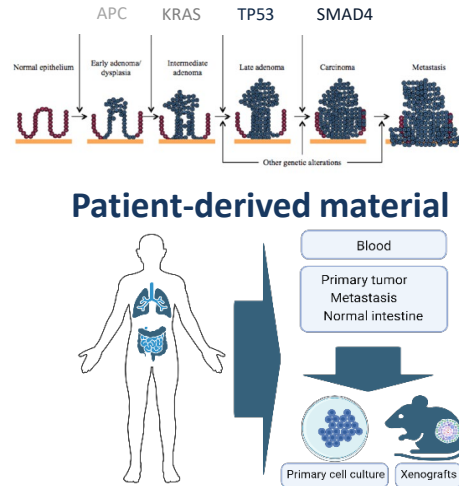 APC KRAS TP53 SMAD4
Normal epithelium
Early adenoma/
dysplasia
Intermediate
adenoma
Late adenoma
Carcinoma
Metastasis
Other genetic alterations
Patient-derived material
Blood
Primary tumor
Metastasis
Normal intestine
Primary cell culture
Xenografts